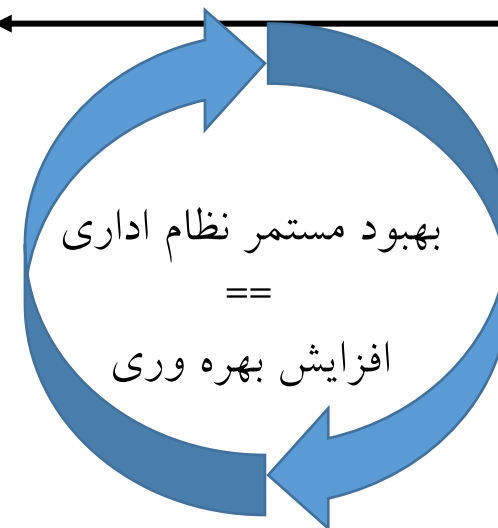 بهبود مستمر نظام اداری
==
افزایش بهره وری